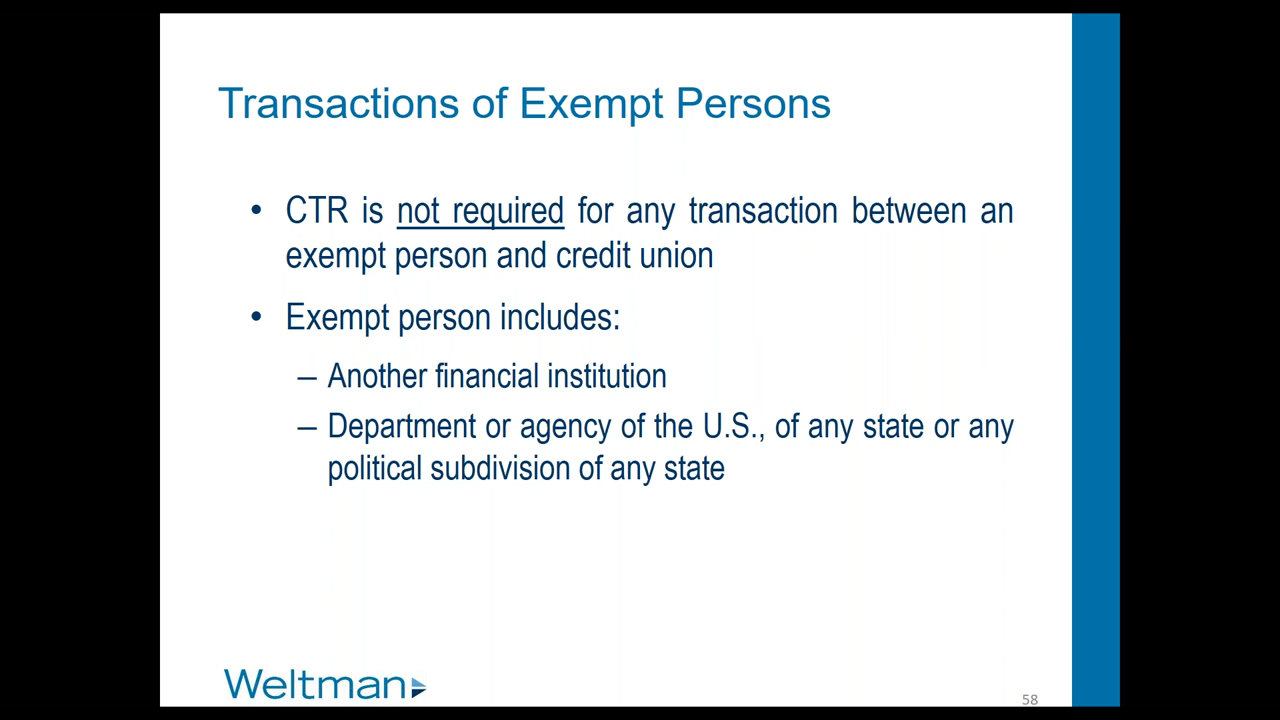 Transactions of Exempt Persons
• CTR is not required for any transaction between an
exempt person and credit union
• Exempt person includes:
– Another financial institution
– Department or agency of the U.S., of any state or any
political subdivision of any state
Weltman
58